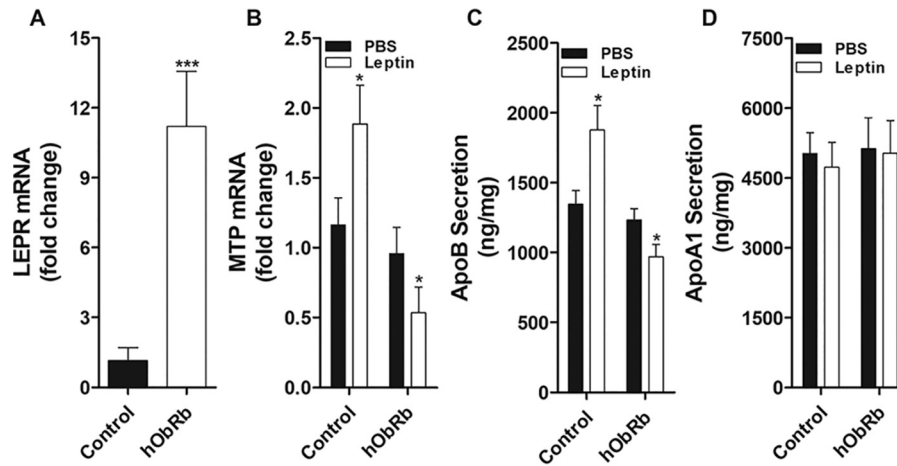 A
LEPR mRNA
(fold change)
15
12
9
6
3
0
***
Control
hObRb
B
MTP mRNA
(fold change)
2.5
2.0
1.5
1.0
0.5
0.0
PBS
Leptin
*
*
Control
hObRb
C
ApoB Secretion
(ng/mg)
2500
2000
1500
1000
500
0
PBS
Leptin
*
*
Control
hObRb
D
ApoA1 Secretion
(ng/mg)
7500
6000
4500
3000
1500
0
PBS
Leptin
Control
hObRb